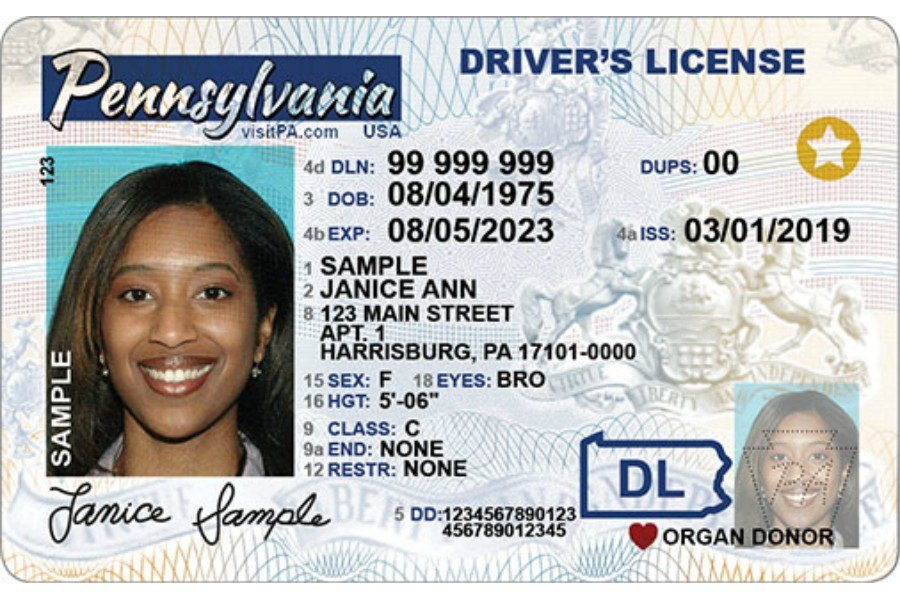 Pennsylvania
visitPA.com USA
DRIVER'S LICENSE
123
SAMPLE
4d DLN: 99 999 999
DUPS: 00
3 DOB: 08/04/1975
4b EXP: 08/05/2023
4a ISS: 03/01/2019
1 SAMPLE
2 JANICE ANN
8 123 MAIN STREET
APT. 1
HARRISBURG, PA 17101-0000
15 SEX: F 18 EYES: BRO
16 HGT: 5'-06"
9 CLASS: C
9a END: NONE
12 RESTR: NONE
VIRTUE LIBERTY AND INDEPENDENCE
DL
Janice Sample
5 DD:1234567890123
456789012345
ORGAN DONOR